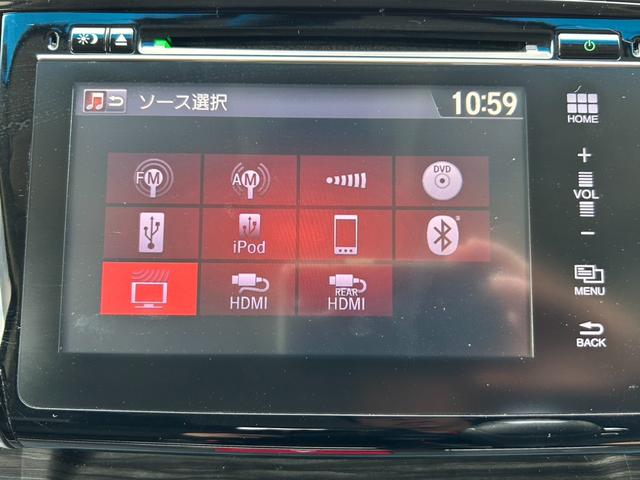 ソース選択
10:59
HOME
FM
AM
DVD
+
VOL
−
iPod
HDMI
REAR
HDMI
MENU
BACK